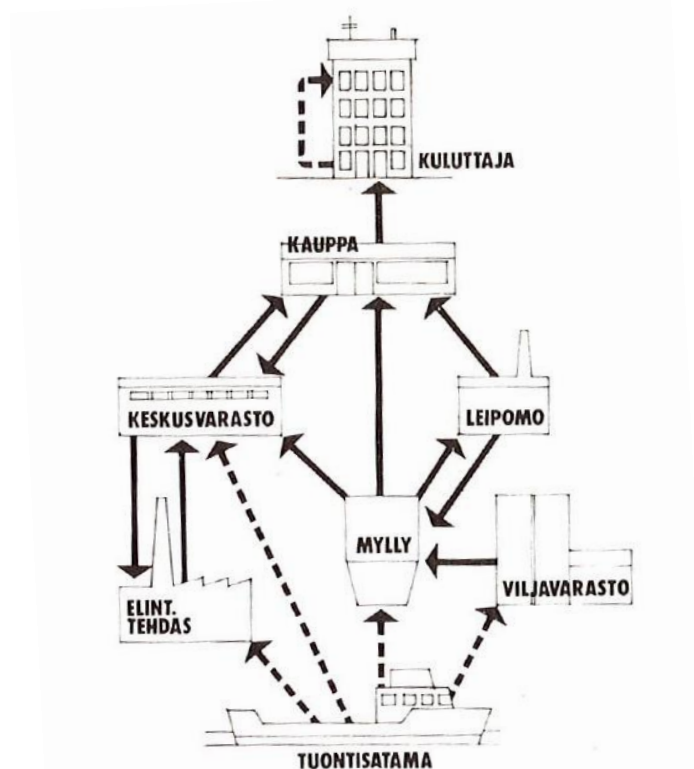 KULUTTAJA
KAUPPA
KESKUSVARASTO
LEIPOMO
MYLLY
VILJAVARASTO
ELINT.
TEHDAS
TUONTISATAMA